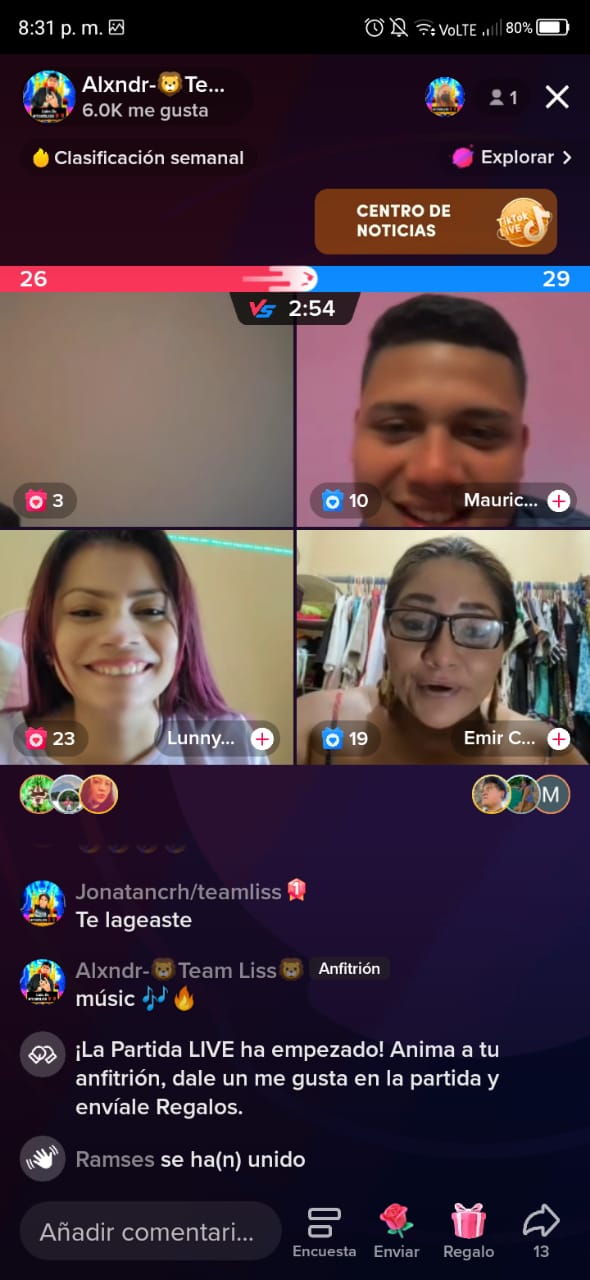 8:31 p. m.
VoLTE
80%
Alxndr-🦁Te...
6.0K me gusta
1
Clasificación semanal
Explorar
CENTRO DE
NOTICIAS
TikTok
LIVE
26
29
VS 2:54
3
10
Mauric...
23
Lunny...
19
Emir C...
M
Jonatancrh/teamliss 1
Te lageaste
Alxndr-🦁Team Liss🦁 Anfitrión
músic 🎶🔥
¡La Partida LIVE ha empezado! Anima a tu
anfitrión, dale un me gusta en la partida y
envíale Regalos.
Ramses se ha(n) unido
Añadir comentari...
Encuesta
Enviar
Regalo
13